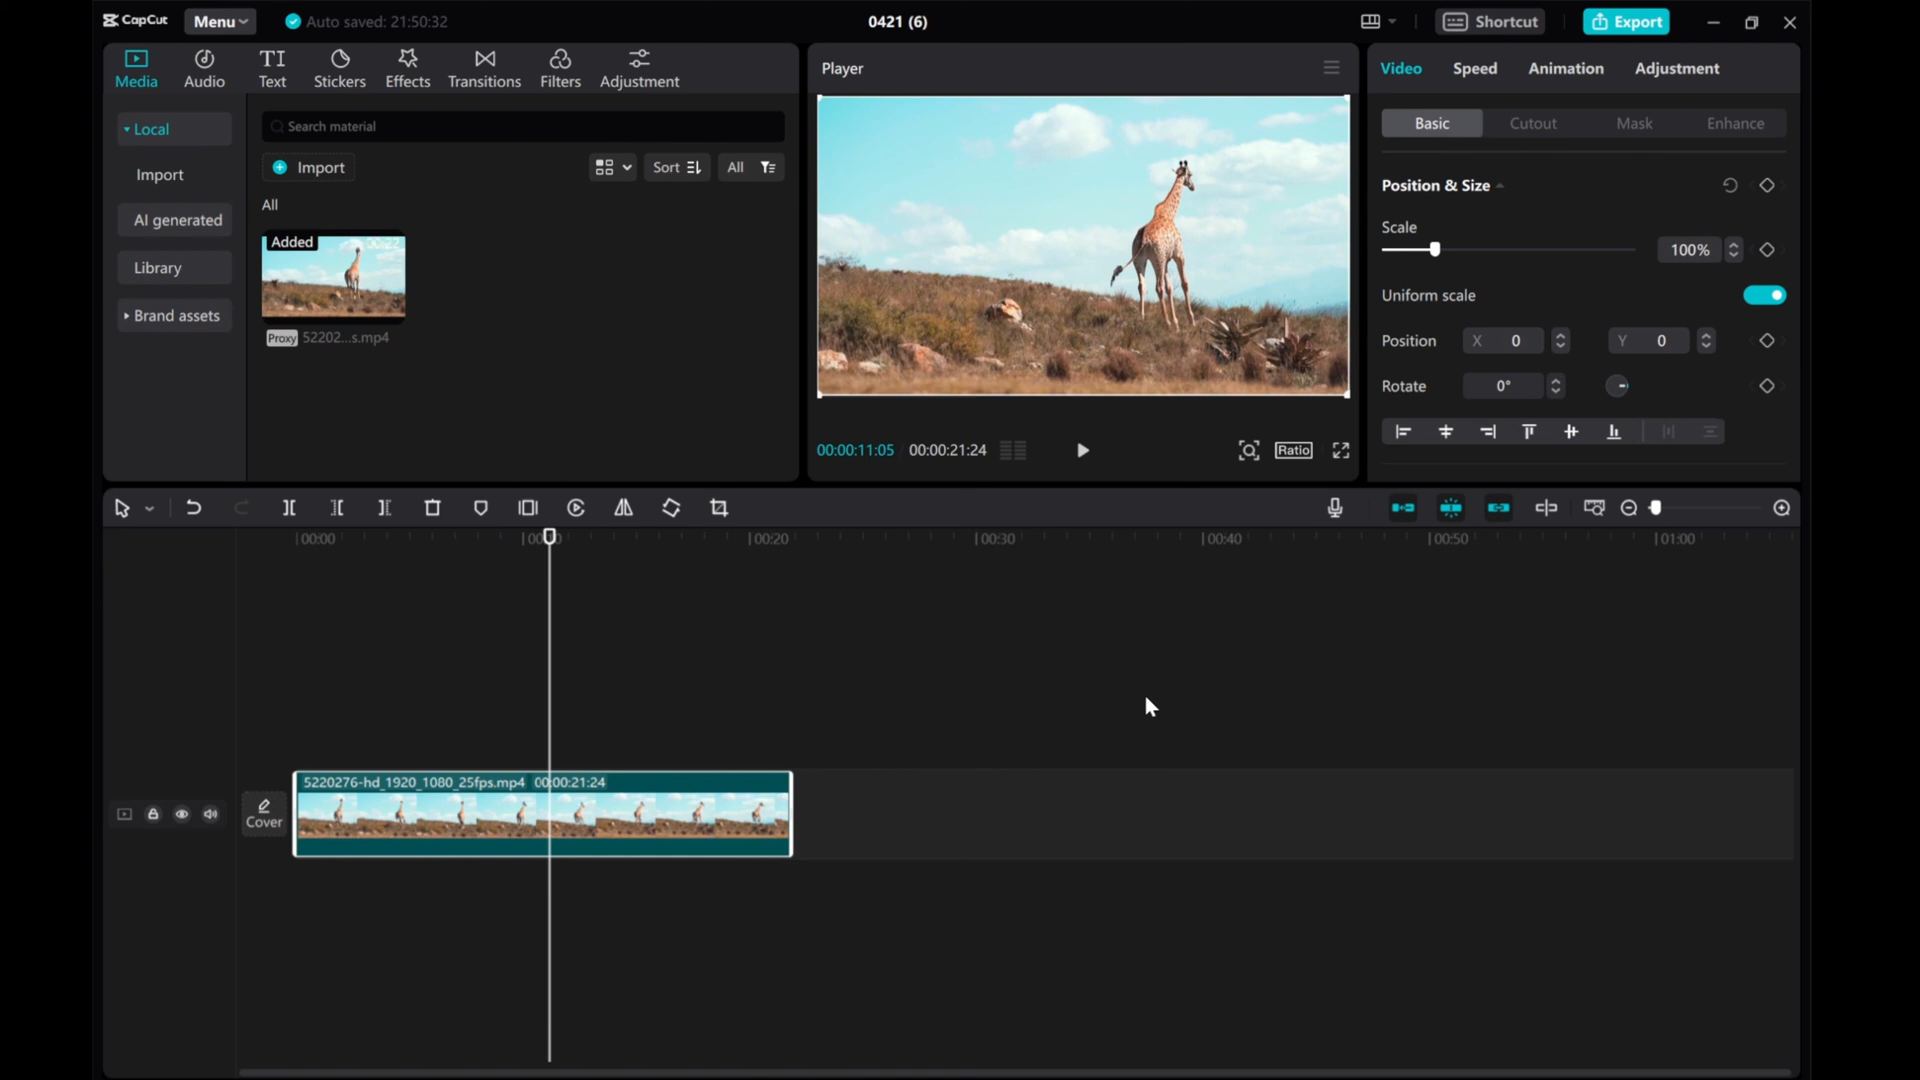 CapCut
Menu
Auto saved: 21:50:32
0421 (6)
Shortcut
Export
Media
Audio
TI
Text
Stickers
Effects
Transitions
Filters
Adjustment
Local
Import
AI generated
Library
Brand assets
Search material
Import
Sort
All
All
Added
00:22
Proxy 52202...s.mp4
Player
00:00:11:05 00:00:21:24
Ratio
Video
Speed
Animation
Adjustment
Basic
Cutout
Mask
Enhance
Position & Size
Scale
100%
Uniform scale
Position X 0 Y 0
Rotate 0°
00:00
00:20
00:30
00:40
00:50
01:00
5220276-hd_1920_1080_25fps.mp4 00:00:21:24
Cover